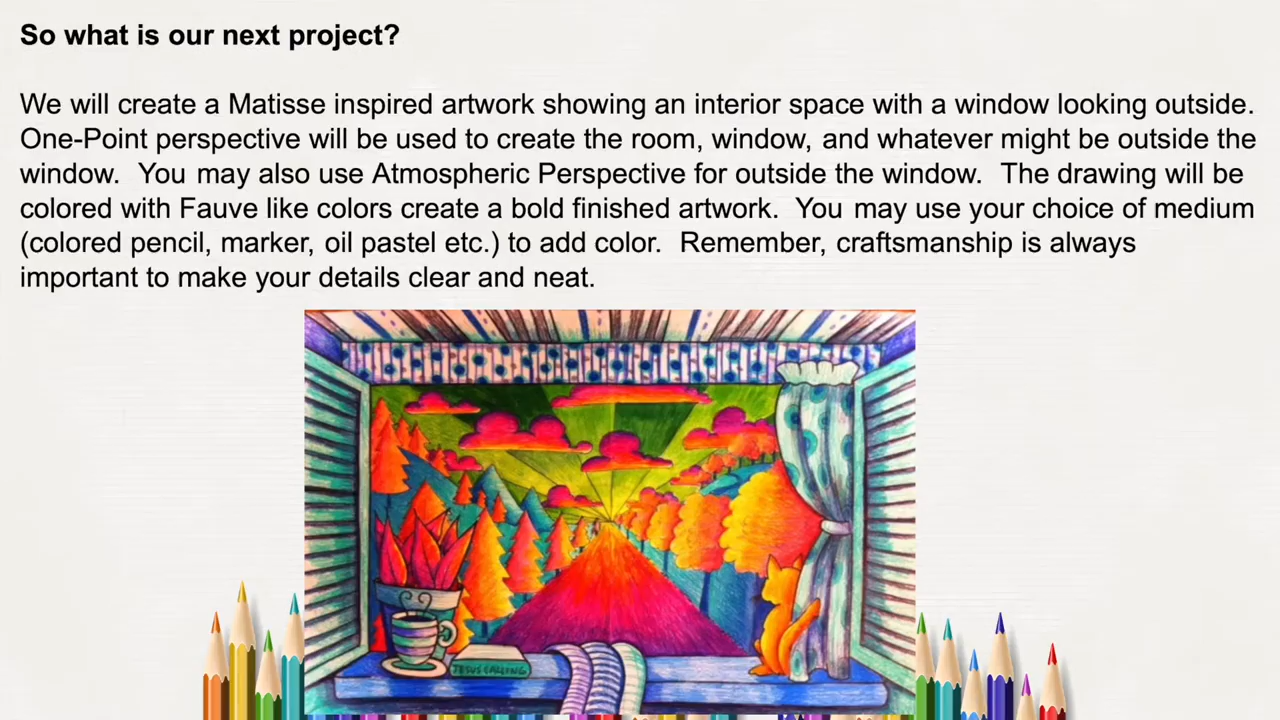 So what is our next project?
We will create a Matisse inspired artwork showing an interior space with a window looking outside.
One-Point perspective will be used to create the room, window, and whatever might be outside the
window.  You may also use Atmospheric Perspective for outside the window.  The drawing will be
colored with Fauve like colors create a bold finished artwork.  You may use your choice of medium
(colored pencil, marker, oil pastel etc.) to add color.  Remember, craftsmanship is always
important to make your details clear and neat.
JESUS CALLING